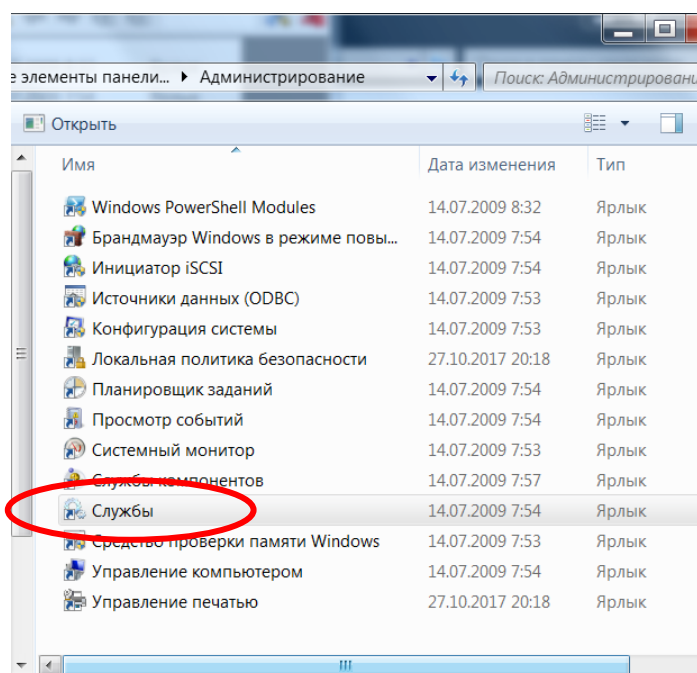 е элементы панели... Администрирование Поиск: Администрировани
Открыть
Имя Дата изменения Тип
Windows PowerShell Modules 14.07.2009 8:32 Ярлык
Брандмауэр Windows в режиме повы... 14.07.2009 7:54 Ярлык
Инициатор iSCSI 14.07.2009 7:54 Ярлык
Источники данных (ODBC) 14.07.2009 7:53 Ярлык
Конфигурация системы 14.07.2009 7:53 Ярлык
Локальная политика безопасности 27.10.2017 20:18 Ярлык
Планировщик заданий 14.07.2009 7:54 Ярлык
Просмотр событий 14.07.2009 7:54 Ярлык
Системный монитор 14.07.2009 7:53 Ярлык
Службы компонентов 14.07.2009 7:57 Ярлык
Службы 14.07.2009 7:54 Ярлык
Средство проверки памяти Windows 14.07.2009 7:53 Ярлык
Управление компьютером 14.07.2009 7:54 Ярлык
Управление печатью 27.10.2017 20:18 Ярлык